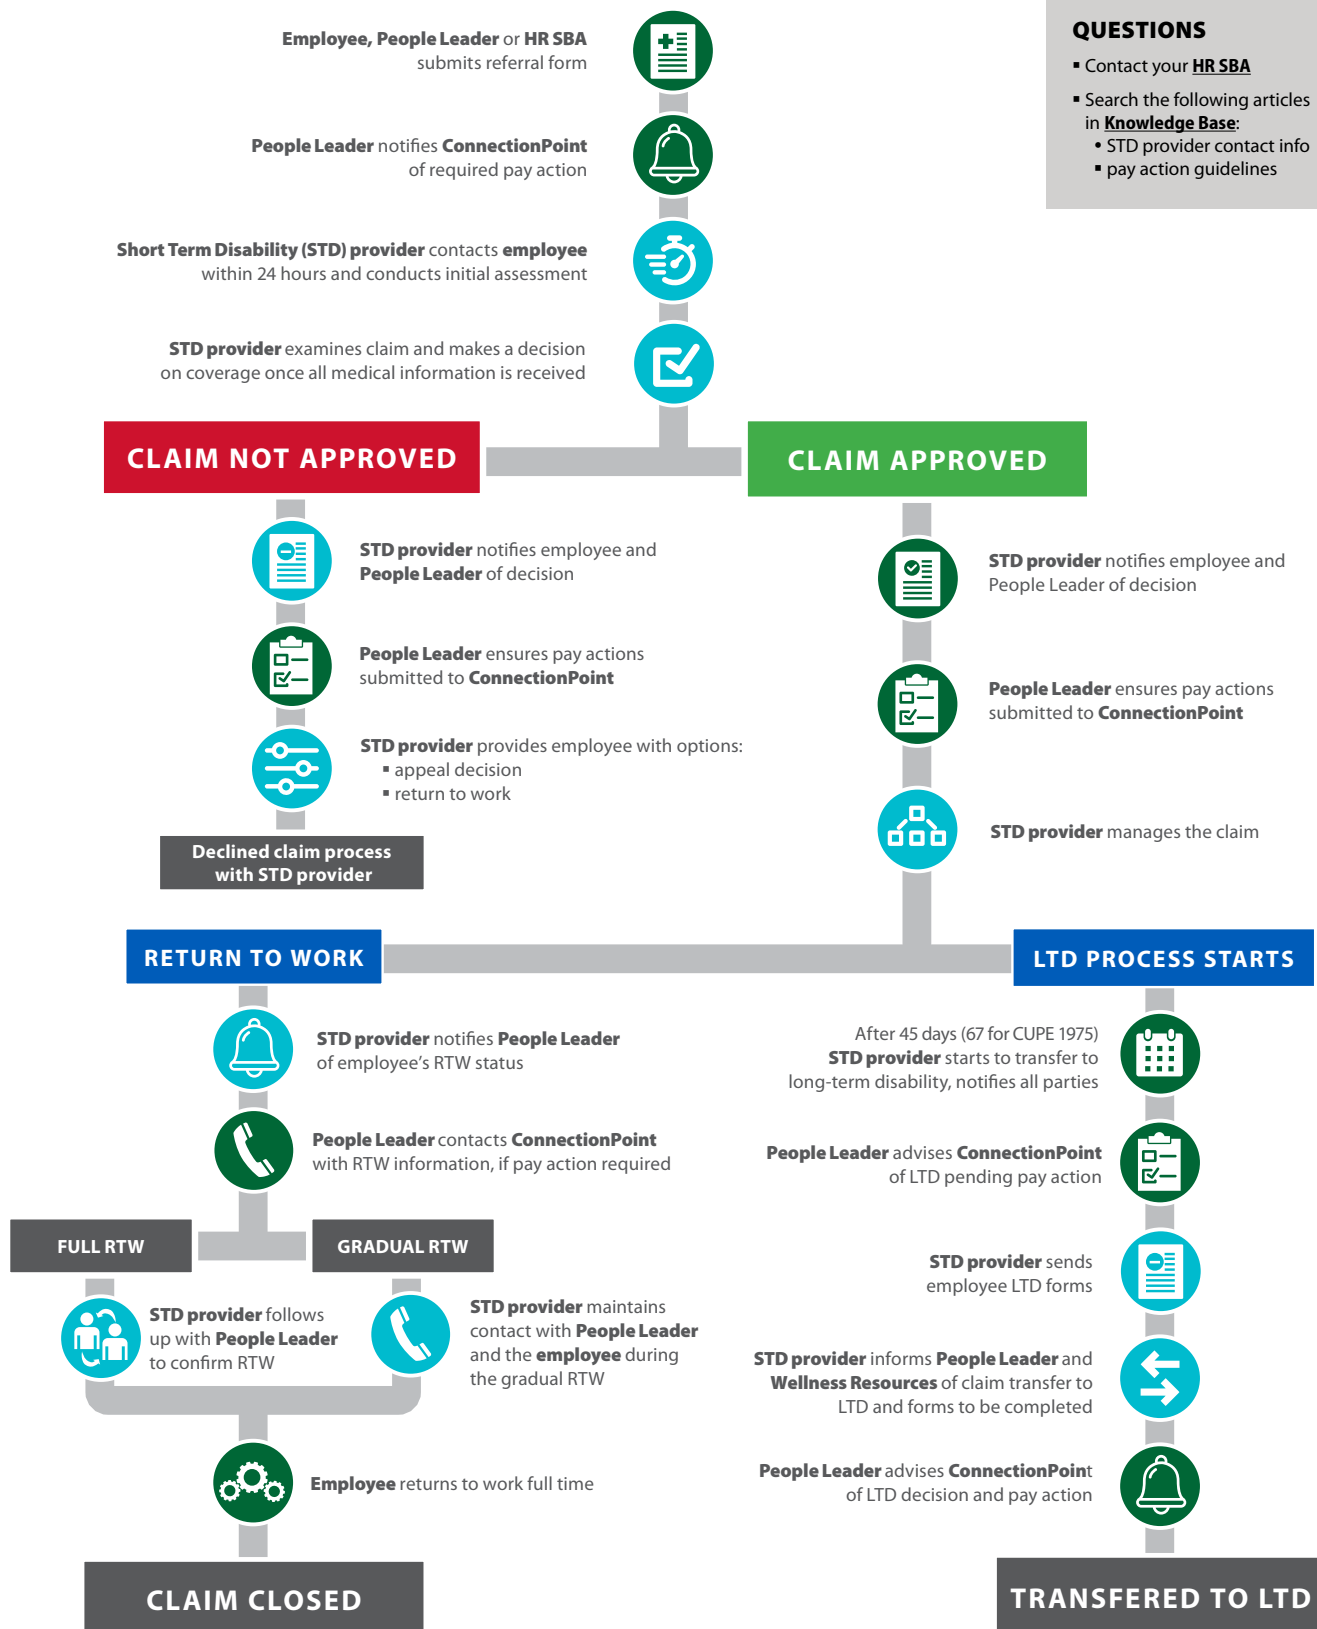 Employee, People Leader or HR SBA
submits referral form
QUESTIONS
▪ Contact your HR SBA
▪ Search the following articles
in Knowledge Base:
• STD provider contact info
▪ pay action guidelines
People Leader notifies ConnectionPoint
of required pay action
Short Term Disability (STD) provider contacts employee
within 24 hours and conducts initial assessment
STD provider examines claim and makes a decision
on coverage once all medical information is received
CLAIM NOT APPROVED
STD provider notifies employee and
People Leader of decision
People Leader ensures pay actions
submitted to ConnectionPoint
STD provider provides employee with options:
▪ appeal decision
▪ return to work
Declined claim process
with STD provider
CLAIM APPROVED
STD provider notifies employee and
People Leader of decision
People Leader ensures pay actions
submitted to ConnectionPoint
STD provider manages the claim
RETURN TO WORK
STD provider notifies People Leader
of employee’s RTW status
People Leader contacts ConnectionPoint
with RTW information, if pay action required
FULL RTW
STD provider follows
up with People Leader
to confirm RTW
GRADUAL RTW
STD provider maintains
contact with People Leader
and the employee during
the gradual RTW
Employee returns to work full time
CLAIM CLOSED
LTD PROCESS STARTS
After 45 days (67 for CUPE 1975)
STD provider starts to transfer to
long-term disability, notifies all parties
People Leader advises ConnectionPoint
of LTD pending pay action
STD provider sends
employee LTD forms
STD provider informs People Leader and
Wellness Resources of claim transfer to
LTD and forms to be completed
People Leader advises ConnectionPoint
of LTD decision and pay action
TRANSFERED TO LTD